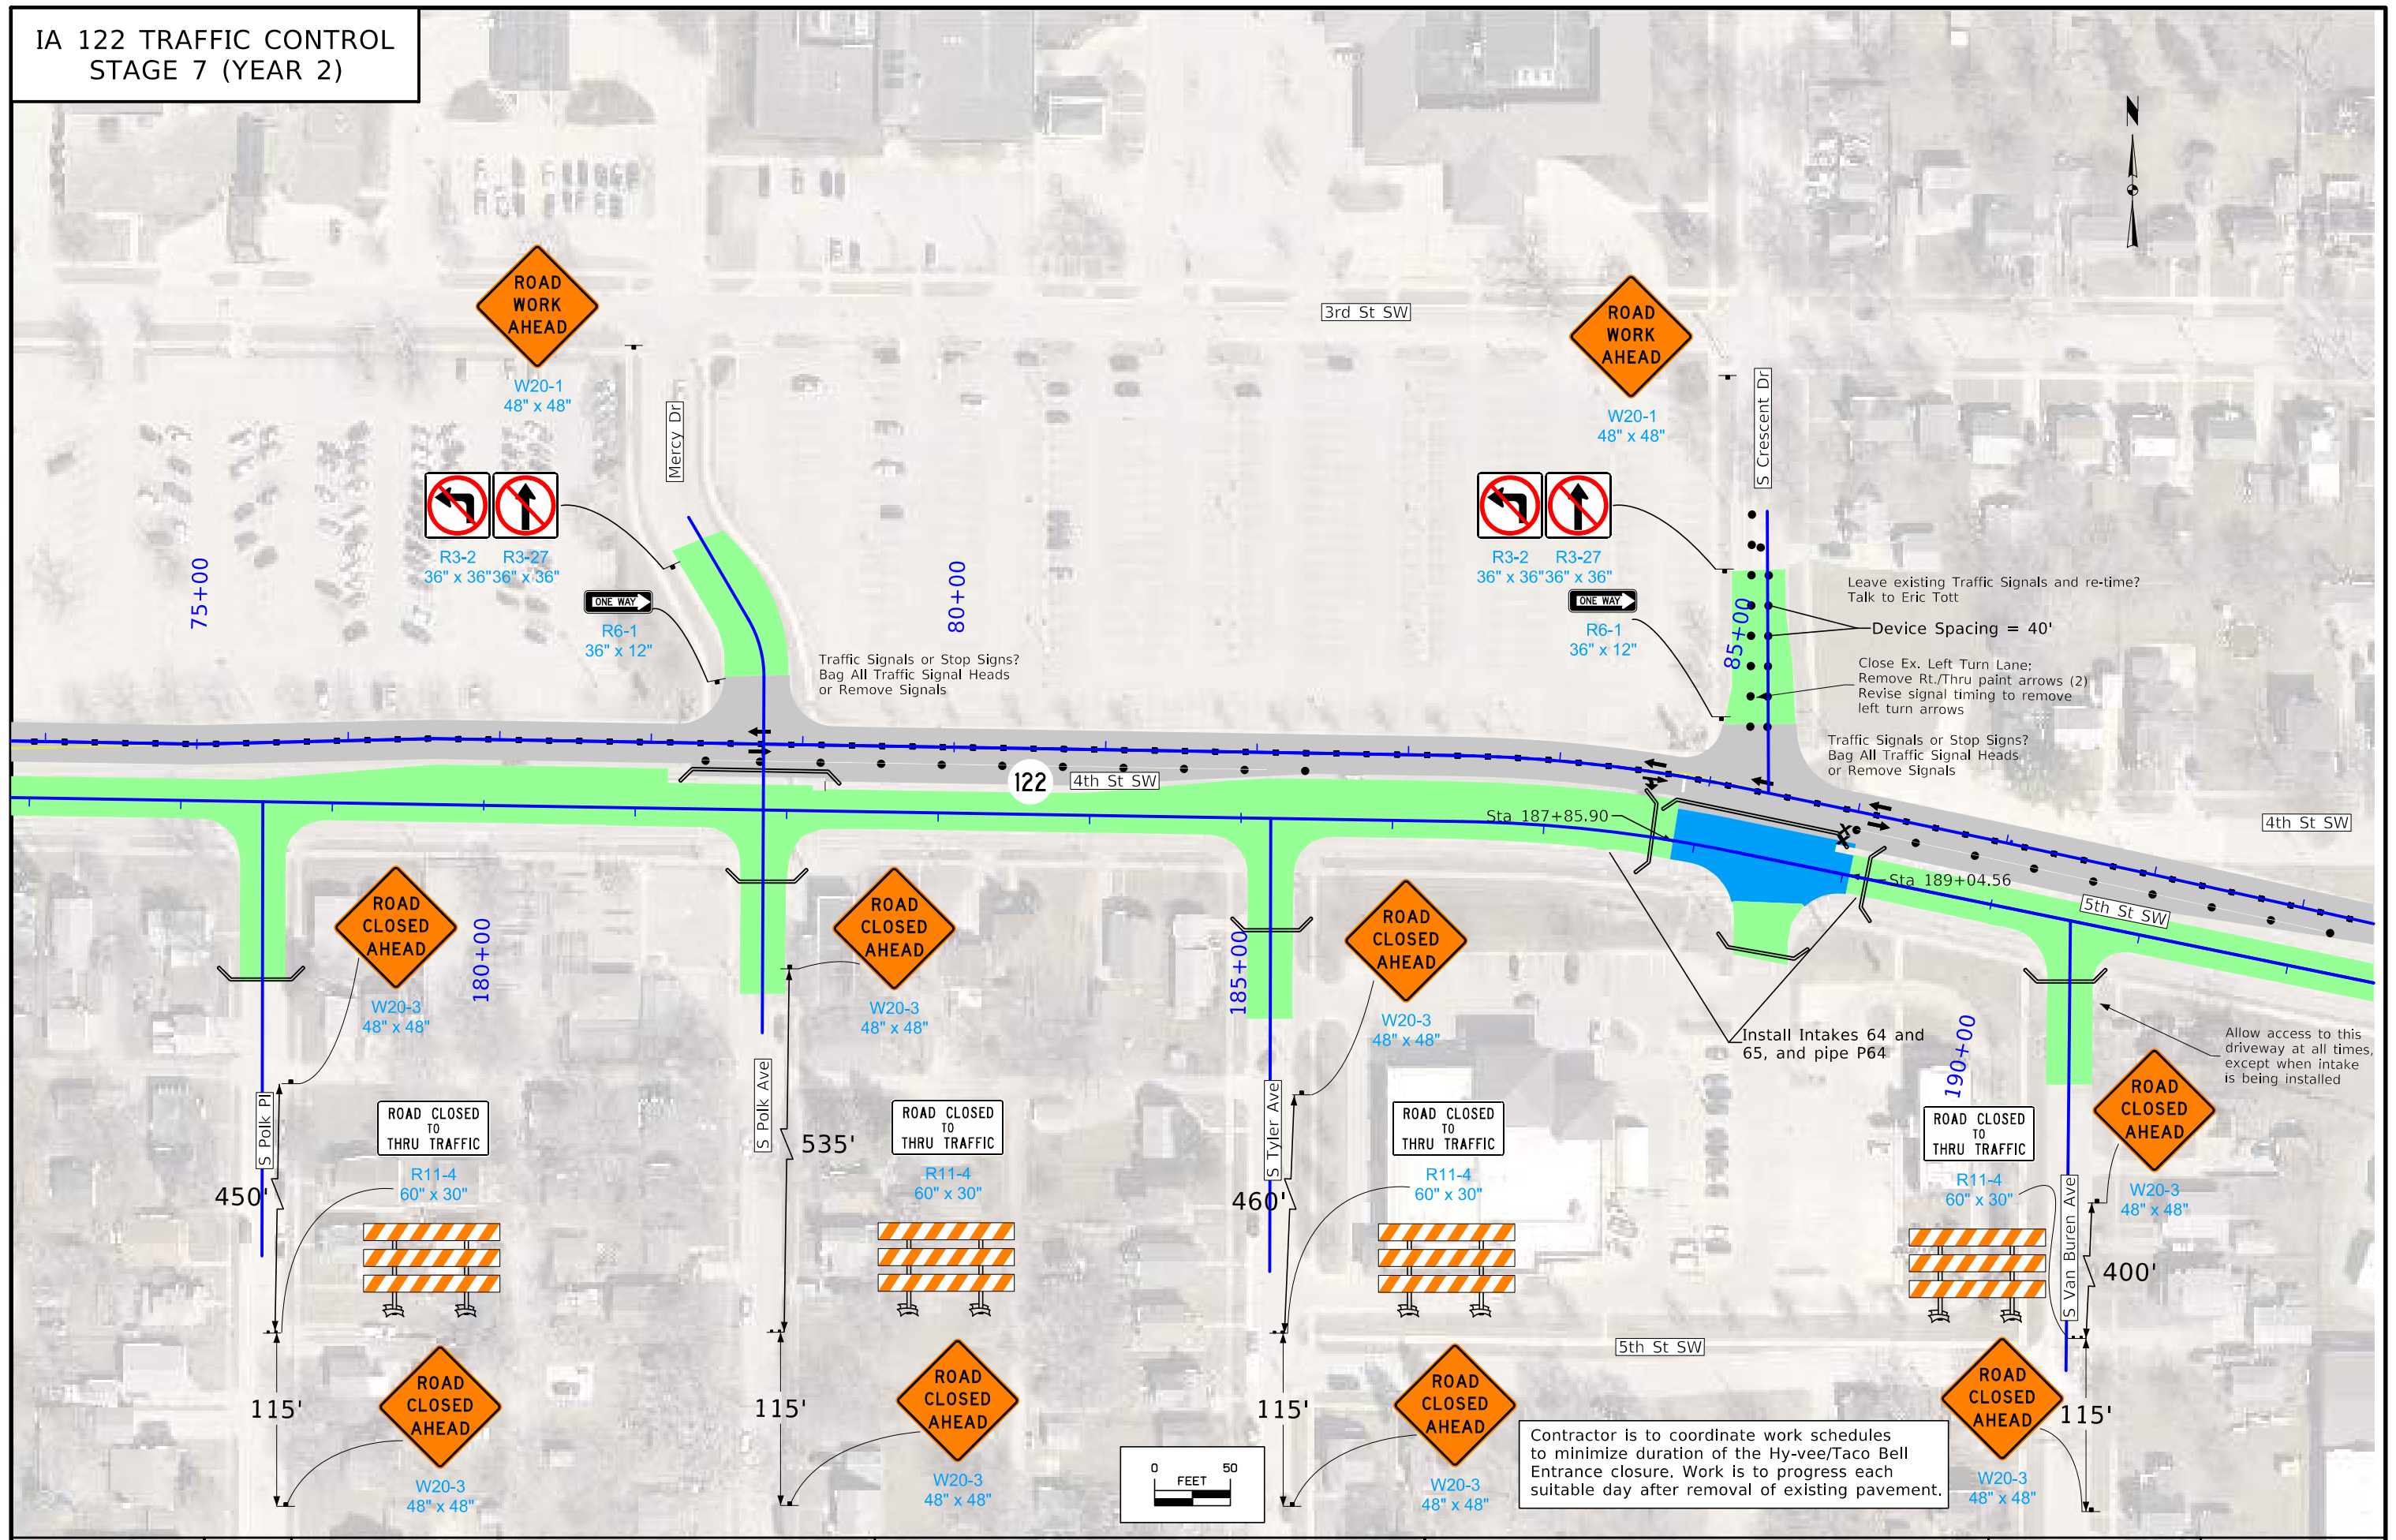 IA 122 TRAFFIC CONTROL
STAGE 7 (YEAR 2)
N
ROAD
WORK
AHEAD
W20-1
48" x 48"
3rd St SW
ROAD
WORK
AHEAD
W20-1
48" x 48"
Mercy Dr
S Crescent Dr
R3-2 R3-27
36" x 36" 36" x 36"
ONE WAY
R6-1
36" x 12"
R3-2 R3-27
36" x 36" 36" x 36"
ONE WAY
R6-1
36" x 12"
75+00
80+00
85+00
Leave existing Traffic Signals and re-time?
Talk to Eric Tott
Device Spacing = 40'
Close Ex. Left Turn Lane;
Remove Rt./Thru paint arrows (2)
Revise signal timing to remove
left turn arrows
Traffic Signals or Stop Signs?
Bag All Traffic Signal Heads
or Remove Signals
Traffic Signals or Stop Signs?
Bag All Traffic Signal Heads
or Remove Signals
122
4th St SW
Sta 187+85.90
4th St SW
Sta 189+04.56
5th St SW
ROAD
CLOSED
AHEAD
W20-3
48" x 48"
180+00
ROAD
CLOSED
AHEAD
W20-3
48" x 48"
185+00
ROAD
CLOSED
AHEAD
W20-3
48" x 48"
Install Intakes 64 and
65, and pipe P64
190+00
Allow access to this
driveway at all times,
except when intake
is being installed
ROAD
CLOSED
AHEAD
W20-3
48" x 48"
S Polk Pl
450'
ROAD CLOSED
TO
THRU TRAFFIC
R11-4
60" x 30"
S Polk Ave
535'
ROAD CLOSED
TO
THRU TRAFFIC
R11-4
60" x 30"
S Tyler Ave
460'
ROAD CLOSED
TO
THRU TRAFFIC
R11-4
60" x 30"
ROAD CLOSED
TO
THRU TRAFFIC
R11-4
60" x 30"
S Van Buren Ave
400'
5th St SW
115'
ROAD
CLOSED
AHEAD
W20-3
48" x 48"
115'
ROAD
CLOSED
AHEAD
W20-3
48" x 48"
115'
ROAD
CLOSED
AHEAD
W20-3
48" x 48"
ROAD
CLOSED
AHEAD
W20-3
48" x 48"
115'
0 50
FEET
Contractor is to coordinate work schedules
to minimize duration of the Hy-vee/Taco Bell
Entrance closure. Work is to progress each
suitable day after removal of existing pavement.